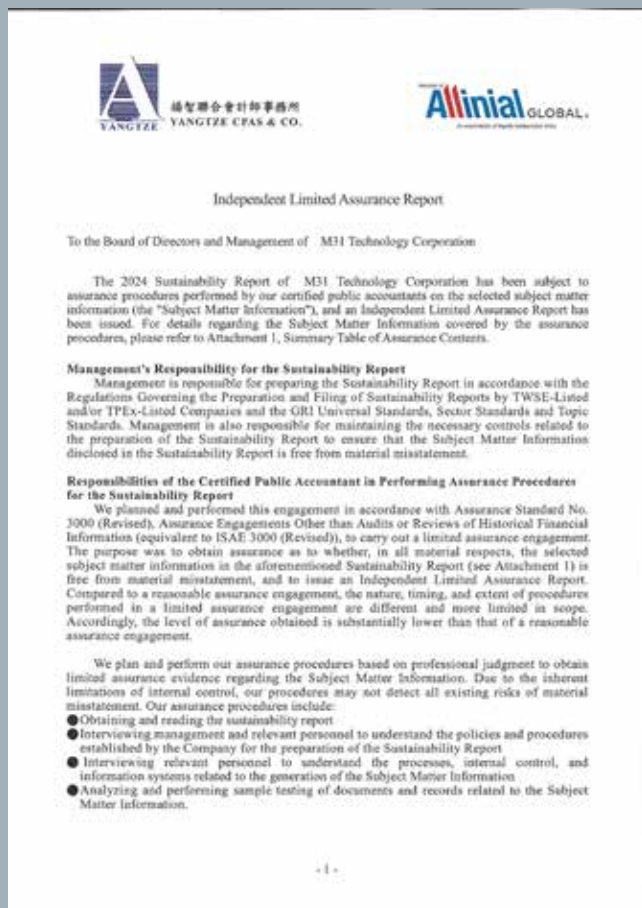 揚智聯合會計師事務所
YANGTZE
YANGTZE CPAS & CO.
Allinial GLOBAL®
Independent Limited Assurance Report
To the Board of Directors and Management of M31 Technology Corporation
The 2024 Sustainability Report of M31 Technology Corporation has been subject to
assurance procedures performed by our certified public accountants on the selected subject matter
information (the "Subject Matter Information"), and an Independent Limited Assurance Report has
been issued. For details regarding the Subject Matter Information covered by the assurance
procedures, please refer to Attachment 1, Summary Table of Assurance Contents.
Management's Responsibility for the Sustainability Report
Management is responsible for preparing the Sustainability Report in accordance with the
Regulations Governing the Preparation and Filing of Sustainability Reports by TWSE-Listed
and/or TPEx-Listed Companies and the GRI Universal Standards, Sector Standards and Topic
Standards. Management is also responsible for maintaining the necessary controls related to
the preparation of the Sustainability Report to ensure that the Subject Matter Information
disclosed in the Sustainability Report is free from material misstatement.
Responsibilities of the Certified Public Accountant in Performing Assurance Procedures
for the Sustainability Report
We planned and performed this engagement in accordance with Assurance Standard No.
3000 (Revised), Assurance Engagements Other than Audits or Reviews of Historical Financial
Information (equivalent to ISAE 3000 (Revised)), to carry out a limited assurance engagement.
The purpose was to obtain assurance as to whether, in all material respects, the selected
subject matter information in the aforementioned Sustainability Report (see Attachment 1) is
free from material misstatement, and to issue an Independent Limited Assurance Report.
Compared to a reasonable assurance engagement, the nature, timing, and extent of procedures
performed in a limited assurance engagement are different and more limited in scope.
Accordingly, the level of assurance obtained is substantially lower than that of a reasonable
assurance engagement.
We plan and perform our assurance procedures based on professional judgment to obtain
limited assurance evidence regarding the Subject Matter Information. Due to the inherent
limitations of internal control, our procedures may not detect all existing risks of material
misstatement. Our assurance procedures include:
●Obtaining and reading the sustainability report
●Interviewing management and relevant personnel to understand the policies and procedures
established by the Company for the preparation of the Sustainability Report
● Interviewing relevant personnel to understand the processes, internal control, and
information systems related to the generation of the Subject Matter Information
●Analyzing and performing sample testing of documents and records related to the Subject
Matter Information.
- 1 -